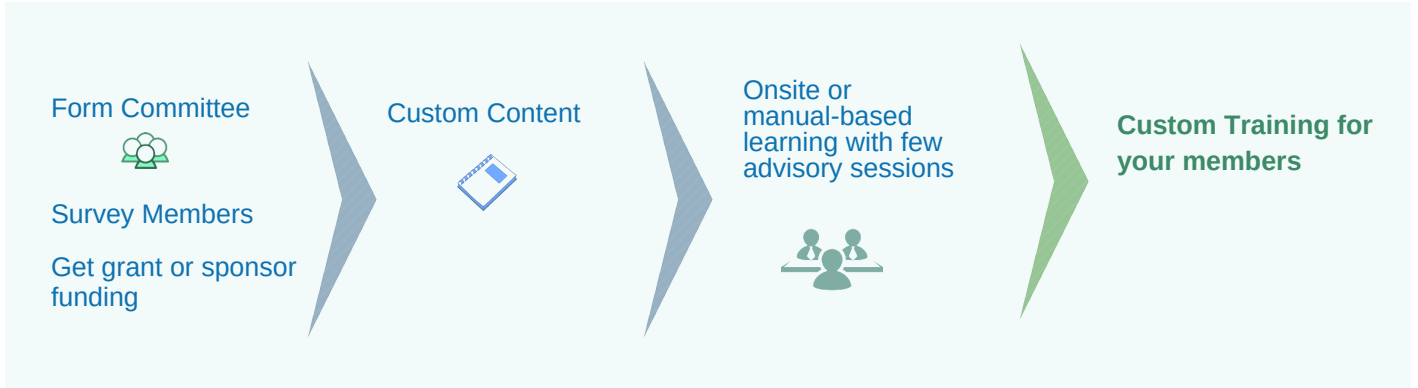 Form Committee
Survey Members
Get grant or sponsor
funding
Custom Content
Onsite or
manual-based
learning with few
advisory sessions
Custom Training for
your members